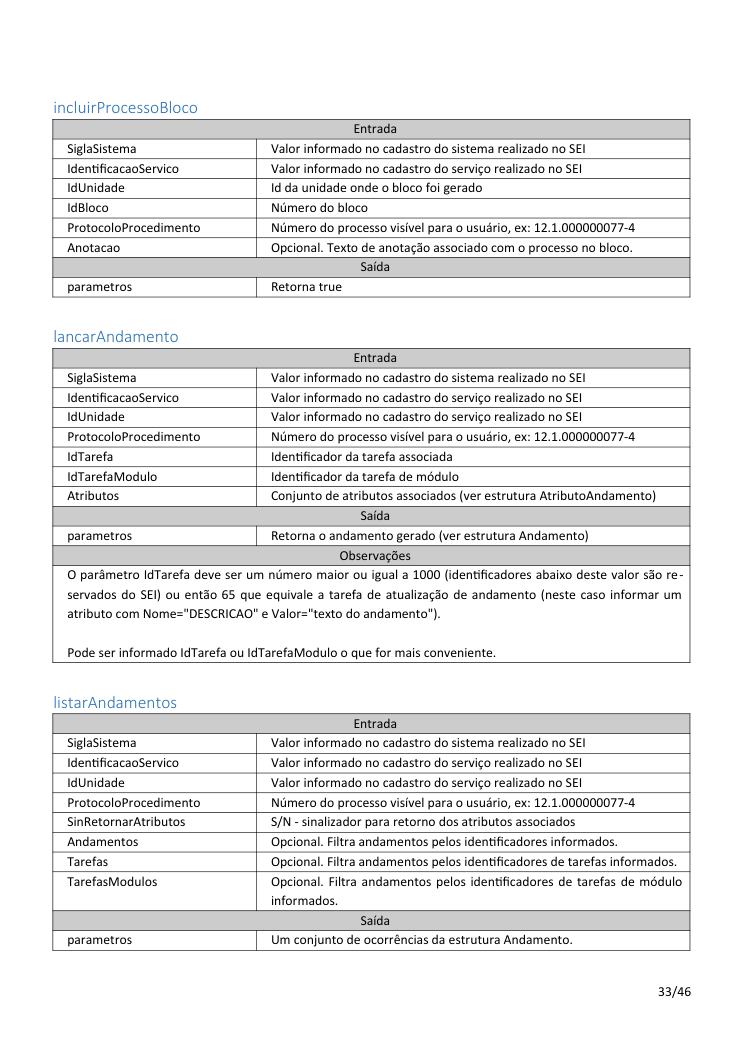 incluirProcessoBloco
Entrada
SiglaSistema Valor informado no cadastro do sistema realizado no SEI
IdentificacaoServico Valor informado no cadastro do serviço realizado no SEI
IdUnidade Id da unidade onde o bloco foi gerado
IdBloco Número do bloco
ProtocoloProcedimento Número do processo visível para o usuário, ex: 12.1.000000077-4
Anotacao Opcional. Texto de anotação associado com o processo no bloco.
Saída
parametros Retorna true
lancarAndamento
Entrada
SiglaSistema Valor informado no cadastro do sistema realizado no SEI
IdentificacaoServico Valor informado no cadastro do serviço realizado no SEI
IdUnidade Valor informado no cadastro do serviço realizado no SEI
ProtocoloProcedimento Número do processo visível para o usuário, ex: 12.1.000000077-4
IdTarefa Identificador da tarefa associada
IdTarefaModulo Identificador da tarefa de módulo
Atributos Conjunto de atributos associados (ver estrutura AtributoAndamento)
Saída
parametros Retorna o andamento gerado (ver estrutura Andamento)
Observações
O parâmetro IdTarefa deve ser um número maior ou igual a 1000 (identificadores abaixo deste valor são re-
servados do SEI) ou então 65 que equivale a tarefa de atualização de andamento (neste caso informar um
atributo com Nome="DESCRICAO" e Valor="texto do andamento").
Pode ser informado IdTarefa ou IdTarefaModulo o que for mais conveniente.
listarAndamentos
Entrada
SiglaSistema Valor informado no cadastro do sistema realizado no SEI
IdentificacaoServico Valor informado no cadastro do serviço realizado no SEI
IdUnidade Valor informado no cadastro do serviço realizado no SEI
ProtocoloProcedimento Número do processo visível para o usuário, ex: 12.1.000000077-4
SinRetornarAtributos S/N - sinalizador para retorno dos atributos associados
Andamentos Opcional. Filtra andamentos pelos identificadores informados.
Tarefas Opcional. Filtra andamentos pelos identificadores de tarefas informados.
TarefasModulos Opcional. Filtra andamentos pelos identificadores de tarefas de módulo
informados.
Saída
parametros Um conjunto de ocorrências da estrutura Andamento.
33/46